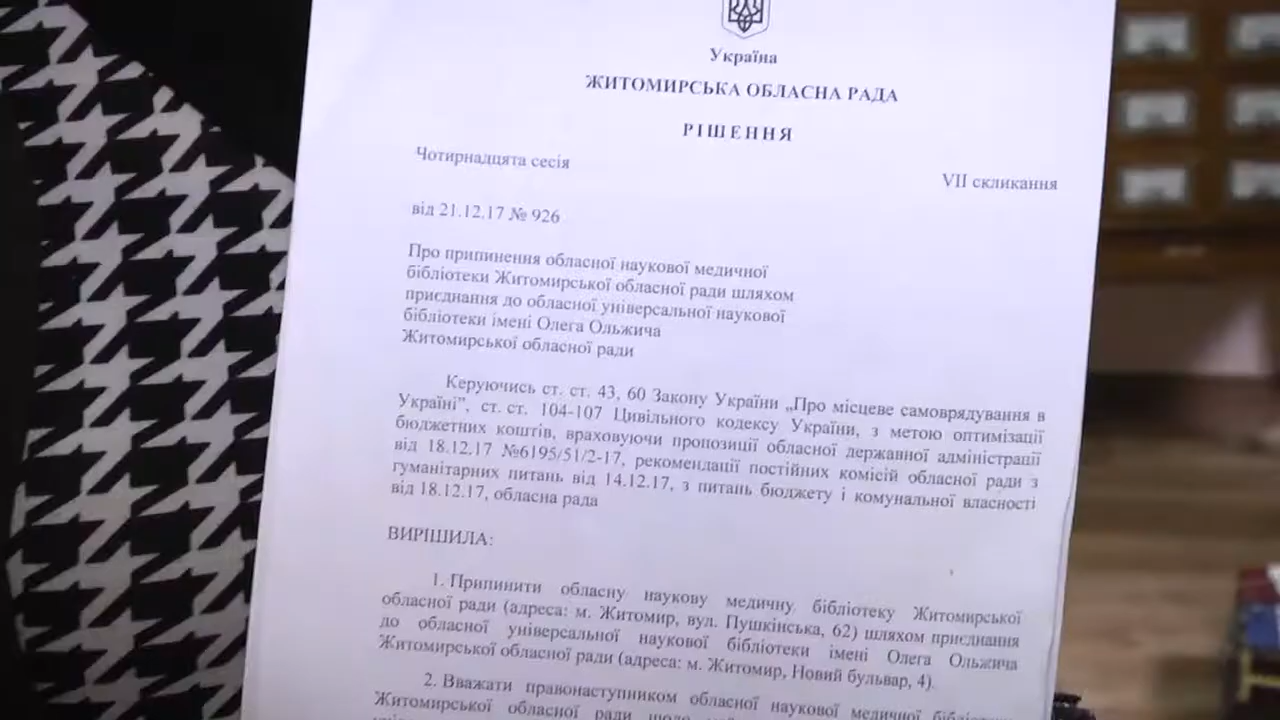 Україна
ЖИТОМИРСЬКА ОБЛАСНА РАДА
РІШЕННЯ
Чотирнадцята сесія
VII скликання
від 21.12.17 № 926
Про припинення обласної наукової медичної
бібліотеки Житомирської обласної ради шляхом
приєднання до обласної універсальної наукової
бібліотеки імені Олега Ольжича
Житомирської обласної ради
Керуючись ст. ст. 43, 60 Закону України „Про місцеве самоврядування в
Україні”, ст. ст. 104-107 Цивільного кодексу України, з метою оптимізації
бюджетних коштів, враховуючи пропозиції обласної державної адміністрації
від 18.12.17 №6195/51/2-17, рекомендації постійних комісій обласної ради з
гуманітарних питань від 14.12.17, з питань бюджету і комунальної власності
від 18.12.17, обласна рада
ВИРІШИЛА:
1. Припинити обласну наукову медичну бібліотеку Житомирської
обласної ради (адреса: м. Житомир, вул. Пушкінська, 62) шляхом приєднання
до обласної універсальної наукової бібліотеки імені Олега Ольжича
Житомирської обласної ради (адреса: м. Житомир, Новий бульвар, 4).
2. Вважати правонаступником обласної наукової медичної бібліотеки
Житомирської обласної ради щодо